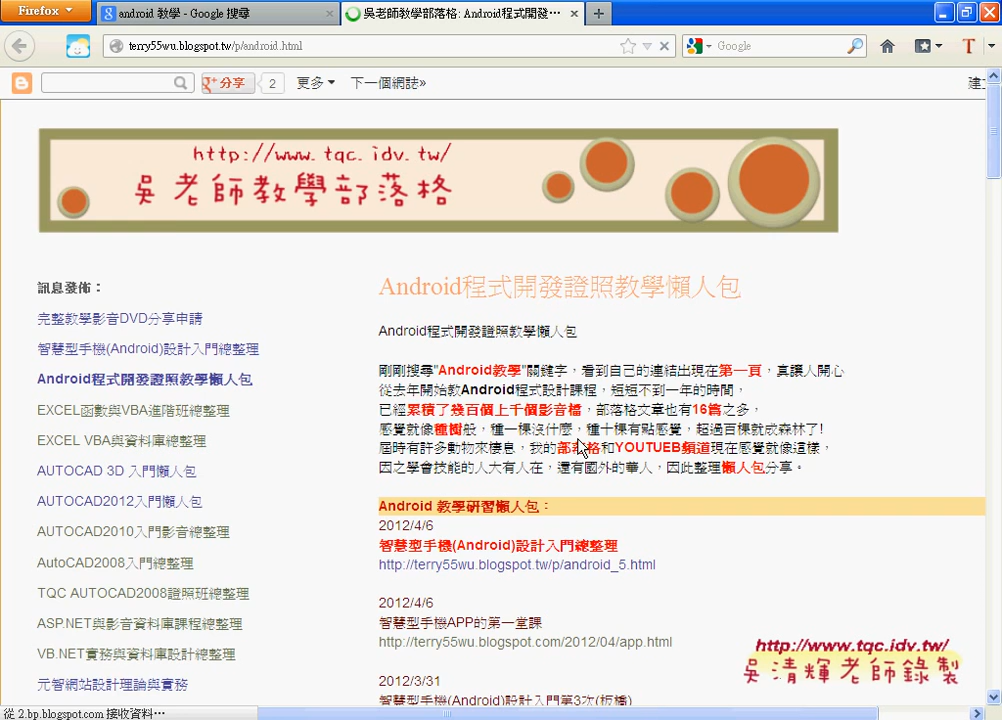 Firefox
android 教學 - Google 搜尋
吳老師教學部落格: Android程式開發…
terry55wu.blogspot.tw/p/android.html
Google
分享
2
更多
下一個網誌»
http://www.tqc.idv.tw/
吳老師教學部落格
訊息發佈：
完整教學影音DVD分享申請
智慧型手機(Android)設計入門總整理
Android程式開發證照教學懶人包
EXCEL函數與VBA進階班總整理
EXCEL VBA與資料庫總整理
AUTOCAD 3D 入門懶人包
AUTOCAD2012入門懶人包
AUTOCAD2010入門影音總整理
AutoCAD2008入門總整理
TQC AUTOCAD2008證照班總整理
ASP.NET與影音資料庫課程總整理
VB.NET實務與資料庫設計總整理
元智網站設計理論與實務
Android程式開發證照教學懶人包
Android程式開發證照教學懶人包
剛剛搜尋"Android教學"關鍵字，看到自己的連結出現在第一頁，真讓人開心
從去年開始教Android程式設計課程，短短不到一年的時間，
已經累積了幾百個上千個影音檔，部落格文章也有16篇之多，
感覺就像種樹般，種一棵沒什麼，種十棵有點感覺，超過百棵就成森林了!
屆時有許多動物來棲息，我的部落格和YOUTUEB頻道現在感覺就像這樣，
因之學會技能的人大有人在，還有國外的華人，因此整理懶人包分享。
Android 教學研習懶人包：
2012/4/6
智慧型手機(Android)設計入門總整理
http://terry55wu.blogspot.tw/p/android_5.html
2012/4/6
智慧型手機APP的第一堂課
http://terry55wu.blogspot.com/2012/04/app.html
2012/3/31
智慧型手機(Android)設計入門第3次(板橋)
http://www.tqc.idv.tw/
吳清輝老師錄製
從 2.bp.blogspot.com 接收資料…